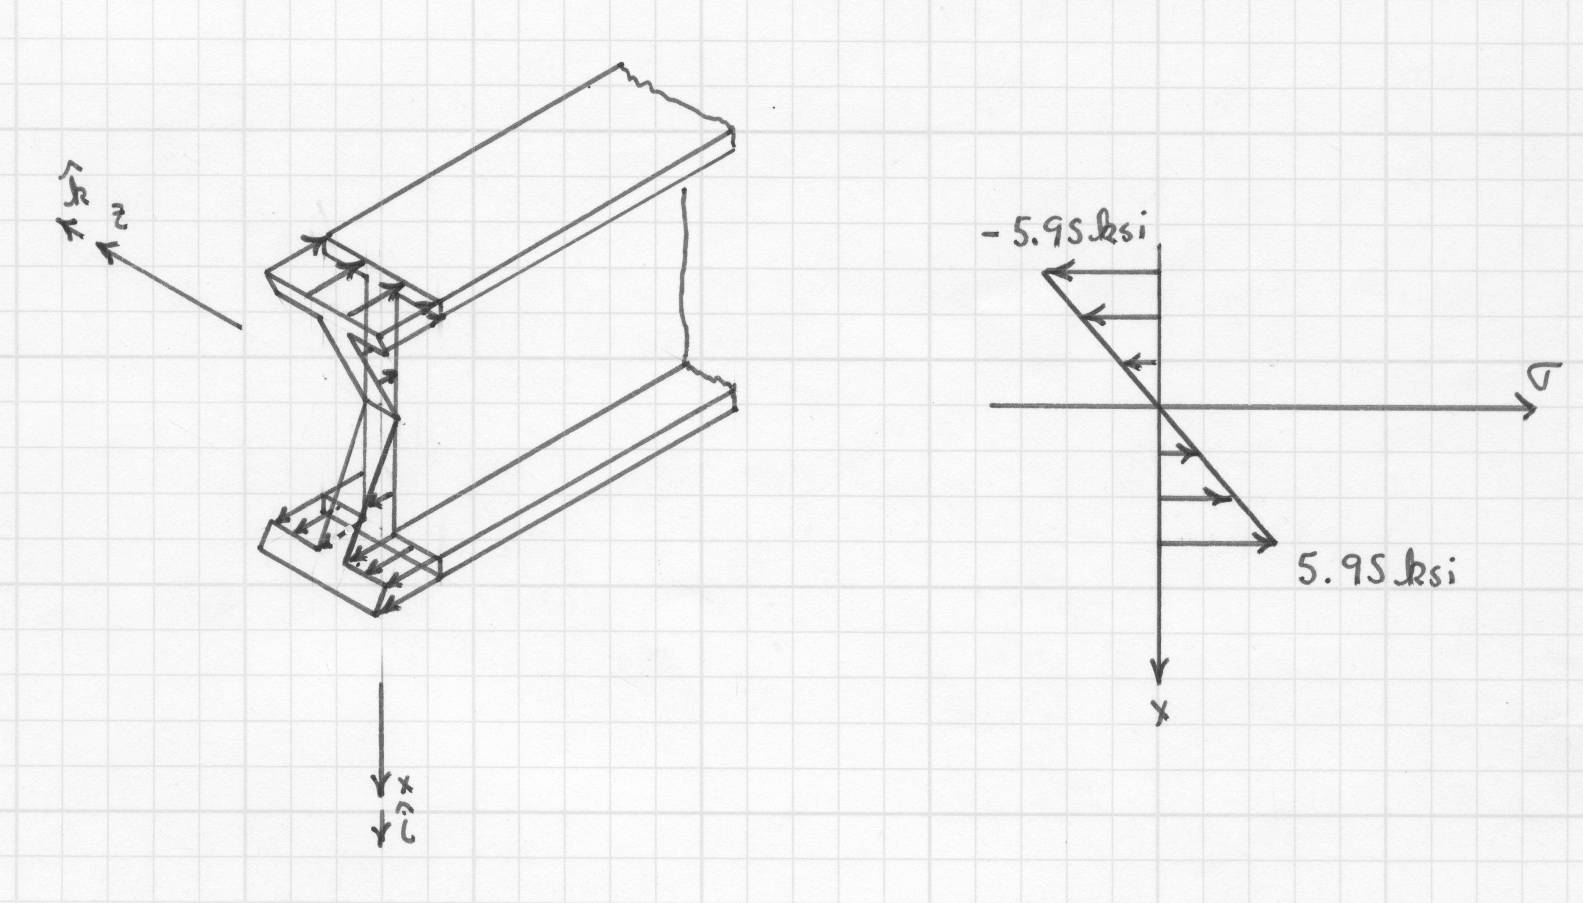 k̂
z
x
î
- 5.95 ksi
σ
5.95 ksi
x